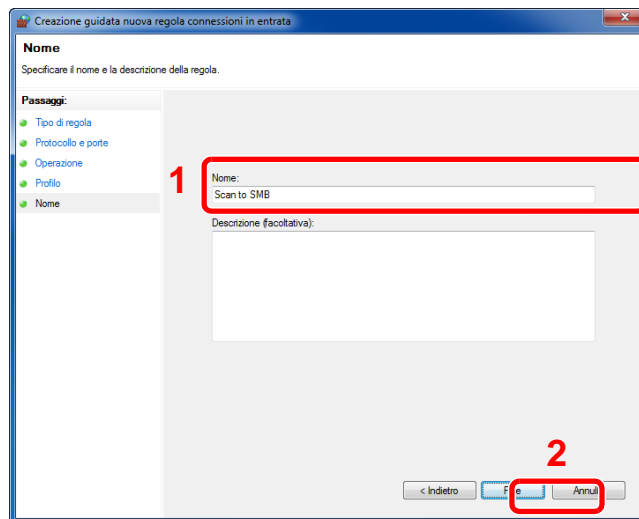 Creazione guidata nuova regola connessioni in entrata
Nome
Specificare il nome e la descrizione della regola.
Passaggi:
Tipo di regola
Protocollo e porte
Operazione
Profilo
Nome
1
Nome:
Scan to SMB
Descrizione (facoltativa):
2
< Indietro